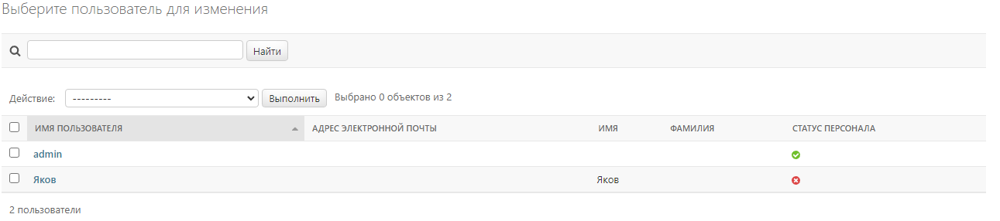 Выберите пользователь для изменения
Найти
Действие: --------- Выполнить Выбрано 0 объектов из 2
ИМЯ ПОЛЬЗОВАТЕЛЯ АДРЕС ЭЛЕКТРОННОЙ ПОЧТЫ ИМЯ ФАМИЛИЯ СТАТУС ПЕРСОНАЛА
admin
Яков Яков
2 пользователи